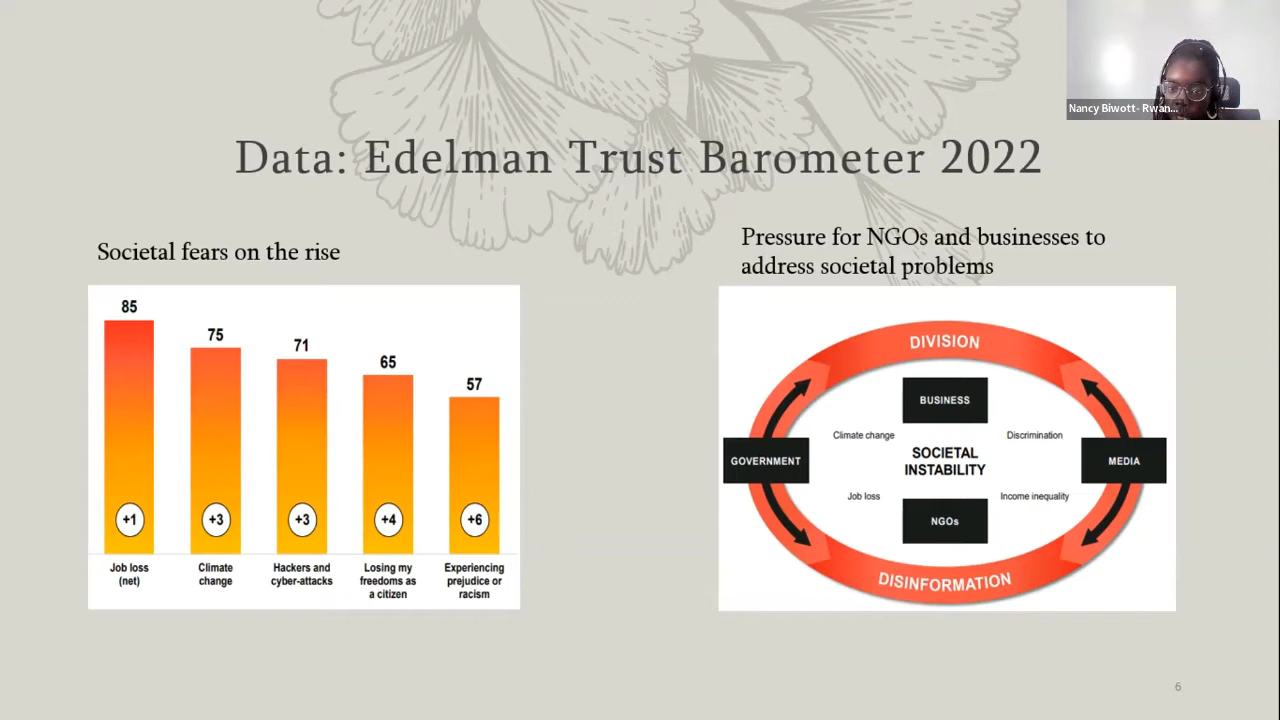 Nancy Biwott- Rwan...
Data: Edelman Trust Barometer 2022
Societal fears on the rise
85
75
71
65
57
+1
+3
+3
+4
+6
Job loss
(net)
Climate
change
Hackers and
cyber-attacks
Losing my
freedoms as
a citizen
Experiencing
prejudice or
racism
Pressure for NGOs and businesses to
address societal problems
DIVISION
BUSINESS
Climate change
Discrimination
GOVERNMENT
SOCIETAL
INSTABILITY
MEDIA
Job loss
Income inequality
NGOs
DISINFORMATION
6